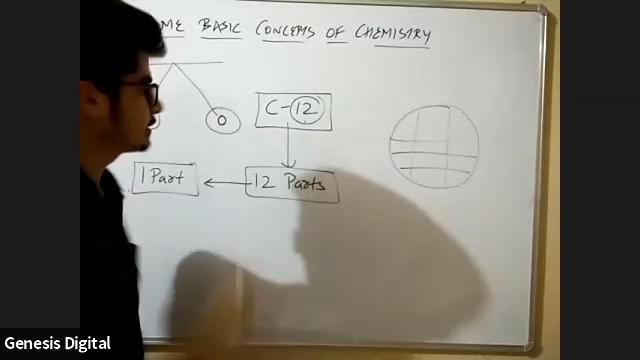 ME BASIC CONCEPTS OF CHEMISTRY
O
C-12
1 Part
12 Parts
Genesis Digital